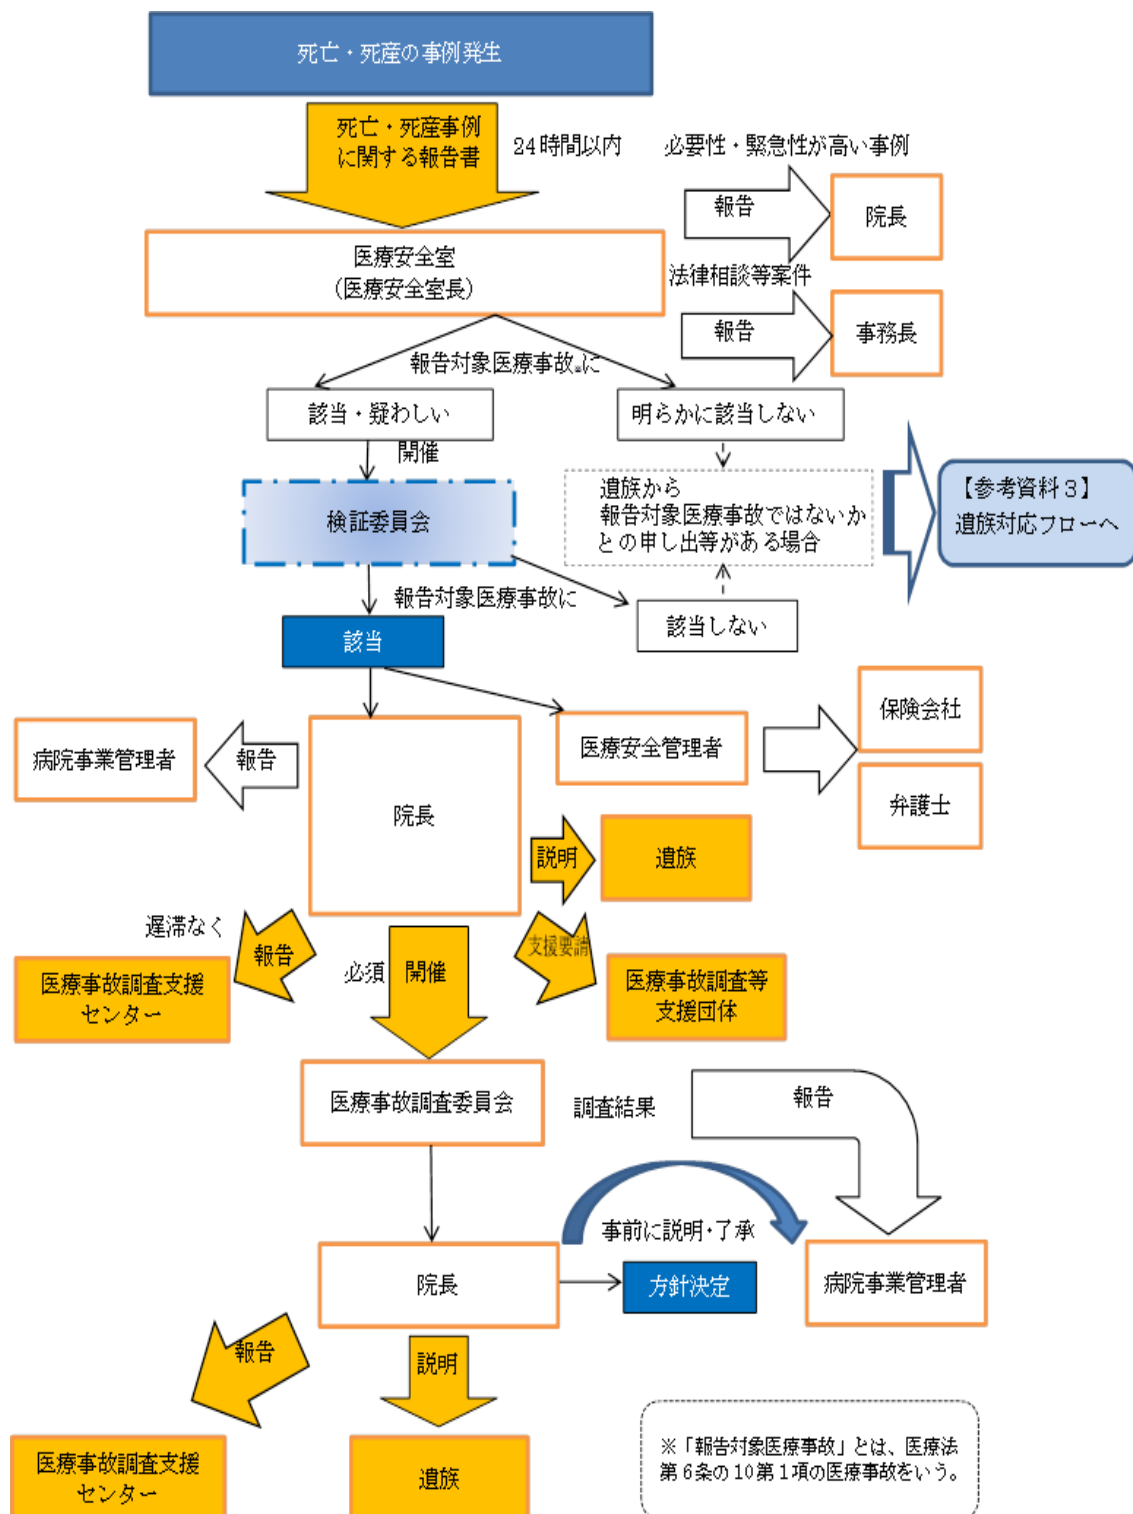 死亡・死産の事例発生
死亡・死産事例
に関する報告書
24時間以内
必要性・緊急性が高い事例
報告
院長
医療安全室
（医療安全室長）
法律相談等案件
報告
事務長
報告対象医療事故※に
該当・疑わしい
明らかに該当しない
開催
検証委員会
遺族から
報告対象医療事故ではないか
との申し出等がある場合
【参考資料３】
遺族対応フローへ
報告対象医療事故に
該当
該当しない
病院事業管理者
報告
院長
医療安全管理者
保険会社
弁護士
説明
遺族
遅滞なく
報告
医療事故調査支援
センター
必須
開催
支援要請
医療事故調査等
支援団体
医療事故調査委員会
調査結果
報告
事前に説明・了承
院長
方針決定
病院事業管理者
報告
説明
医療事故調査支援
センター
遺族
※「報告対象医療事故」とは、医療法
第６条の10第１項の医療事故をいう。